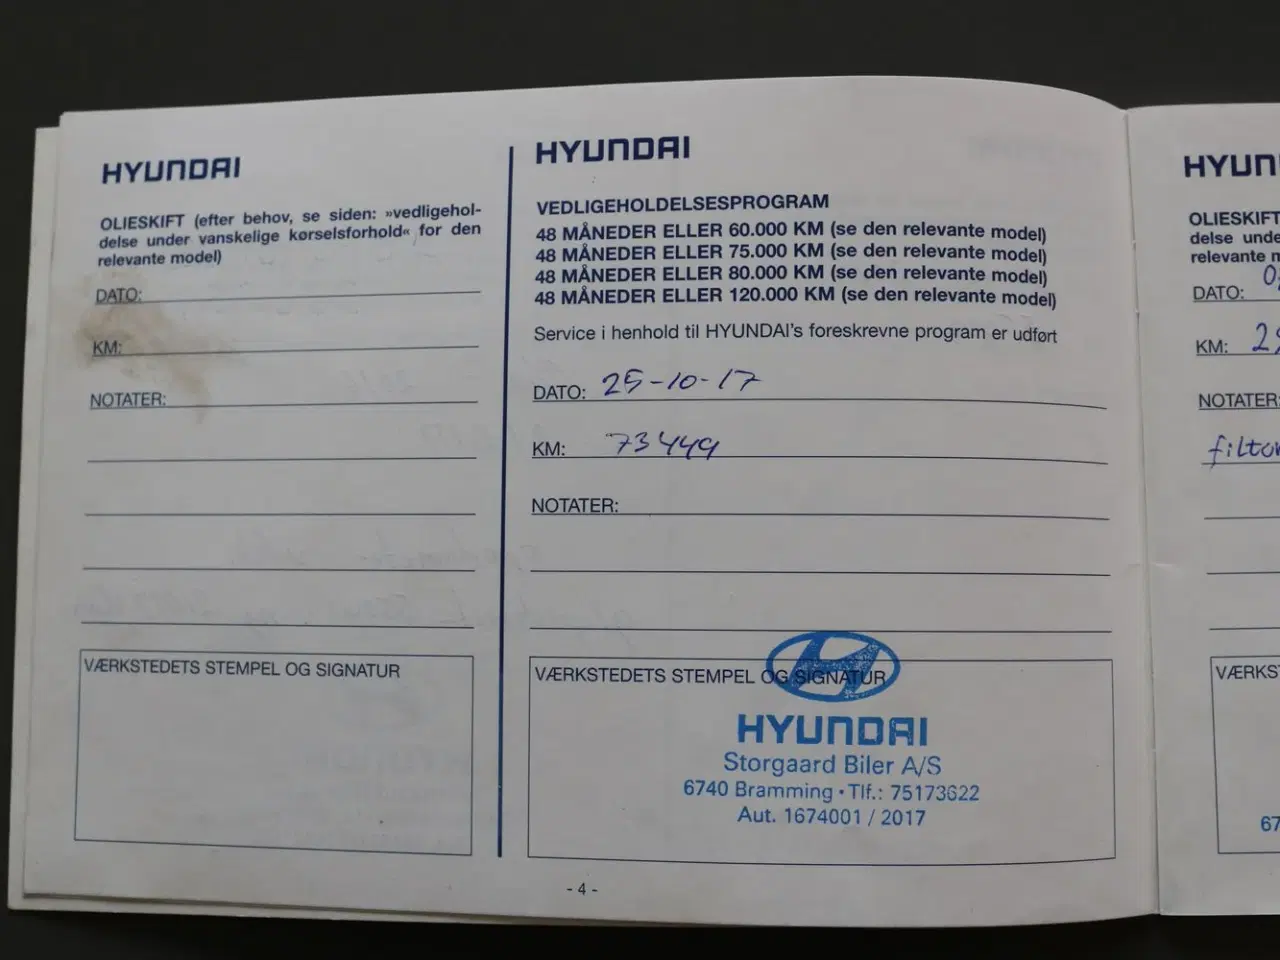 HYUNDAI
OLIESKIFT (efter behov, se siden: »vedligehol-
delse under vanskelige kørselsforhold« for den
relevante model)
DATO:
KM:
NOTATER:
VÆRKSTEDETS STEMPEL OG SIGNATUR
HYUNDAI
VEDLIGEHOLDELSESPROGRAM
48 MÅNEDER ELLER 60.000 KM (se den relevante model)
48 MÅNEDER ELLER 75.000 KM (se den relevante model)
48 MÅNEDER ELLER 80.000 KM (se den relevante model)
48 MÅNEDER ELLER 120.000 KM (se den relevante model)
Service i henhold til HYUNDAI's foreskrevne program er udført
DATO: 25-10-17
KM: 73449
NOTATER:
VÆRKSTEDETS STEMPEL OG SIGNATUR
HYUNDAI
Storgaard Biler A/S
6740 Bramming · Tlf.: 75173622
Aut. 1674001 / 2017
- 4 -
HYUN
OLIESKIFT
delse unde
relevante m
DATO:
KM:
NOTATER:
VÆRKS
67